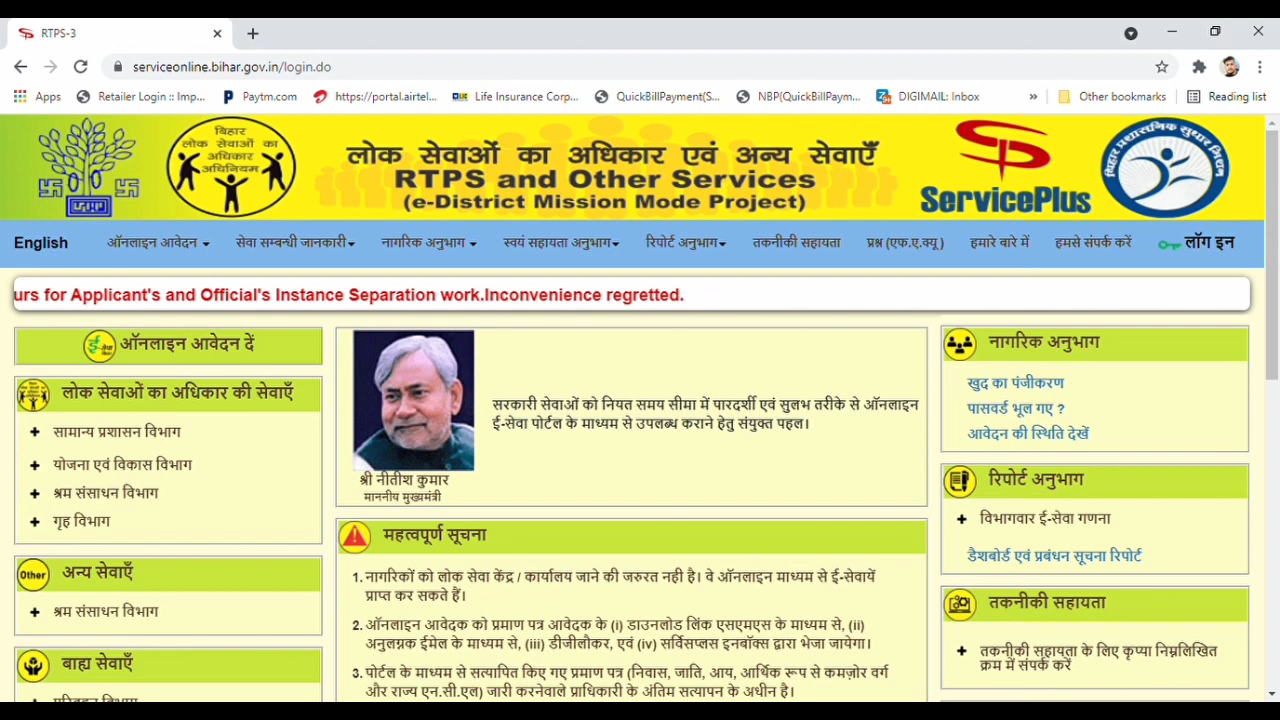 RTPS-3
serviceonline.bihar.gov.in/login.do
Apps
Retailer Login :: Imp...
Paytm.com
https://portal.airtel...
Life Insurance Corp...
QuickBillPayment(S...
NBP(QuickBillPaym...
DIGIMAIL: Inbox
»
Other bookmarks
Reading list
बिहार
लोक सेवाओं का
अधिकार
अधिनियम
लोक सेवाओं का अधिकार एवं अन्य सेवाएँ
RTPS and Other Services
(e-District Mission Mode Project)
ServicePlus
बिहार प्रशासनिक सुधार मिशन
English
ऑनलाइन आवेदन
सेवा सम्बन्धी जानकारी
नागरिक अनुभाग
स्वयं सहायता अनुभाग
रिपोर्ट अनुभाग
तकनीकी सहायता
प्रश्न (एफ.ए.क्यू )
हमारे बारे में
हमसे संपर्क करें
लॉग इन
urs for Applicant's and Official's Instance Separation work.Inconvenience regretted.
ऑनलाइन आवेदन दें
लोक सेवाओं का अधिकार की सेवाएँ
सामान्य प्रशासन विभाग
योजना एवं विकास विभाग
श्रम संसाधन विभाग
गृह विभाग
Other अन्य सेवाएँ
श्रम संसाधन विभाग
बाह्य सेवाएँ
सरकारी सेवाओं को नियत समय सीमा में पारदर्शी एवं सुलभ तरीके से ऑनलाइन
ई-सेवा पोर्टल के माध्यम से उपलब्ध कराने हेतु संयुक्त पहल।
श्री नीतीश कुमार
माननीय मुख्यमंत्री
महत्वपूर्ण सूचना
1. नागरिकों को लोक सेवा केंद्र / कार्यालय जाने की जरुरत नही है। वे ऑनलाइन माध्यम से ई-सेवायें
प्राप्त कर सकते हैं।
2. ऑनलाइन आवेदक को प्रमाण पत्र आवेदक के (i) डाउनलोड लिंक एसएमएस के माध्यम से, (ii)
अनुलग्नक ईमेल के माध्यम से, (iii) डीजीलौकर, एवं (iv) सर्विसप्लस इनबॉक्स द्वारा भेजा जायेगा।
3. पोर्टल के माध्यम से सत्यापित किए गए प्रमाण पत्र (निवास, जाति, आय, आर्थिक रूप से कमज़ोर वर्ग
और राज्य एन.सी.एल) जारी करनेवाले प्राधिकारी के अंतिम सत्यापन के अधीन है।
नागरिक अनुभाग
खुद का पंजीकरण
पासवर्ड भूल गए ?
आवेदन की स्थिति देखें
रिपोर्ट अनुभाग
विभागवार ई-सेवा गणना
डैशबोर्ड एवं प्रबंधन सूचना रिपोर्ट
तकनीकी सहायता
तकनीकी सहायता के लिए कृप्या निम्नलिखित
क्रम में संपर्क करें